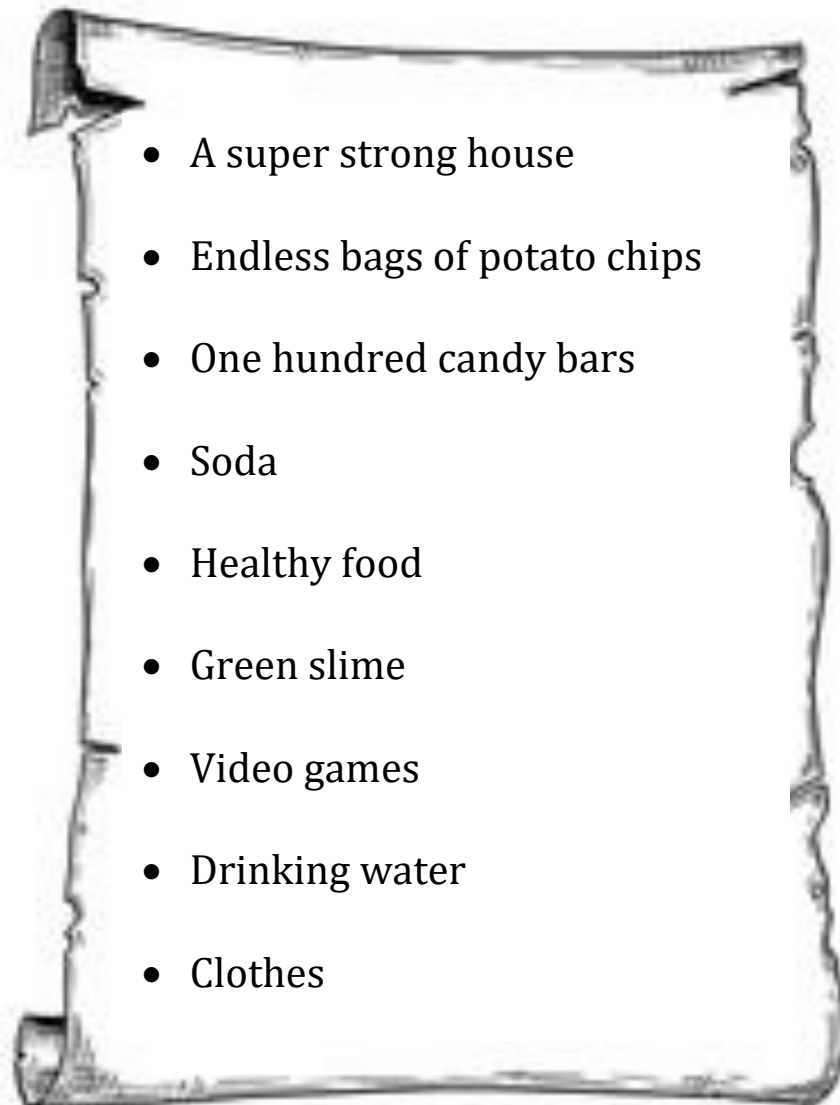 • A super strong house
• Endless bags of potato chips
• One hundred candy bars
• Soda
• Healthy food
• Green slime
• Video games
• Drinking water
• Clothes